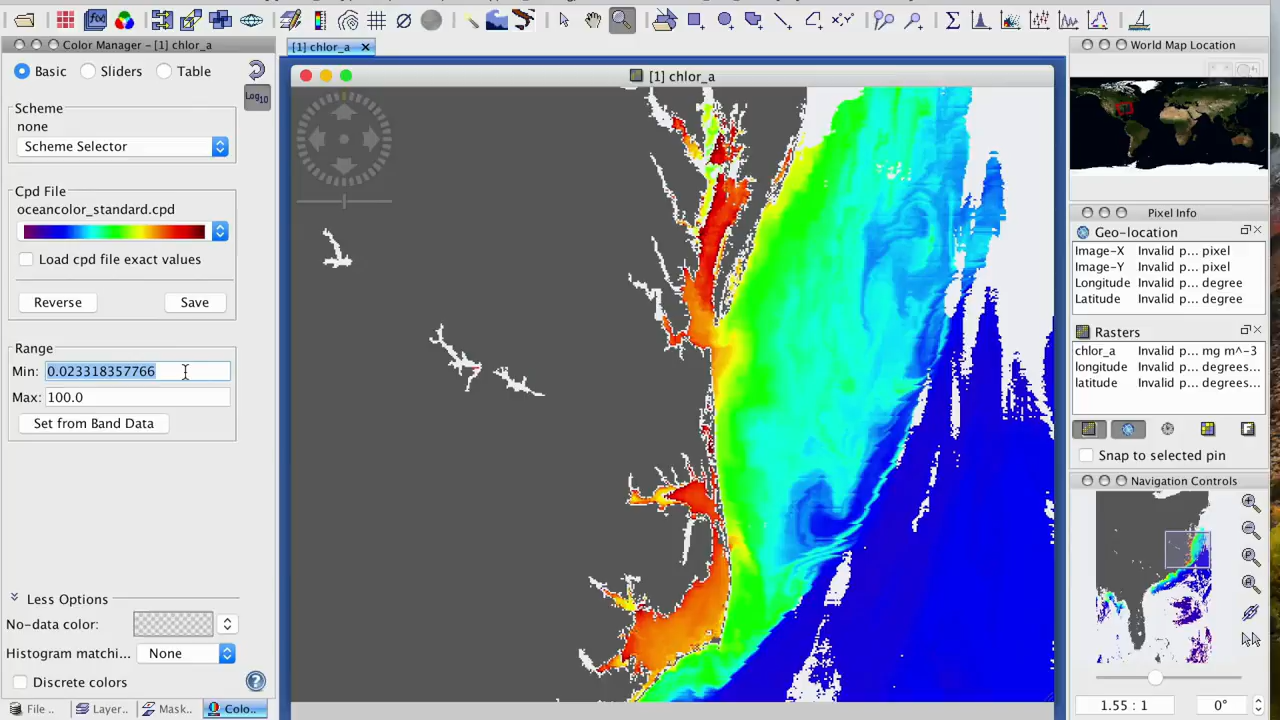 f(x)
Σ
Color Manager - [1] chlor_a
[1] chlor_a
World Map Location
Basic
Sliders
Table
[1] chlor_a
Log10
Scheme
none
Scheme Selector
Cpd File
oceancolor_standard.cpd
Load cpd file exact values
Reverse
Save
Range
Min: 0.023318357766
Max: 100.0
Set from Band Data
Less Options
No-data color:
Histogram matchi...
None
Discrete colors
File ..
Layer..
Mask..
Colo..
Pixel Info
Geo-location
Image-X Invalid p... pixel
Image-Y Invalid p... pixel
Longitude Invalid p... degree
Latitude Invalid p... degree
Rasters
chlor_a Invalid p... mg m^-3
longitude Invalid p... degrees...
latitude Invalid p... degrees...
Snap to selected pin
Navigation Controls
1.55 : 1
0°